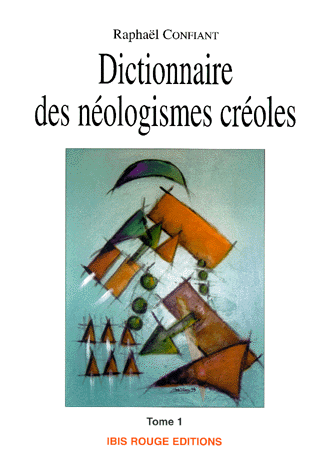 Raphaël CONFIANT
Dictionnaire
des néologismes créoles
Tome 1
IBIS ROUGE EDITIONS